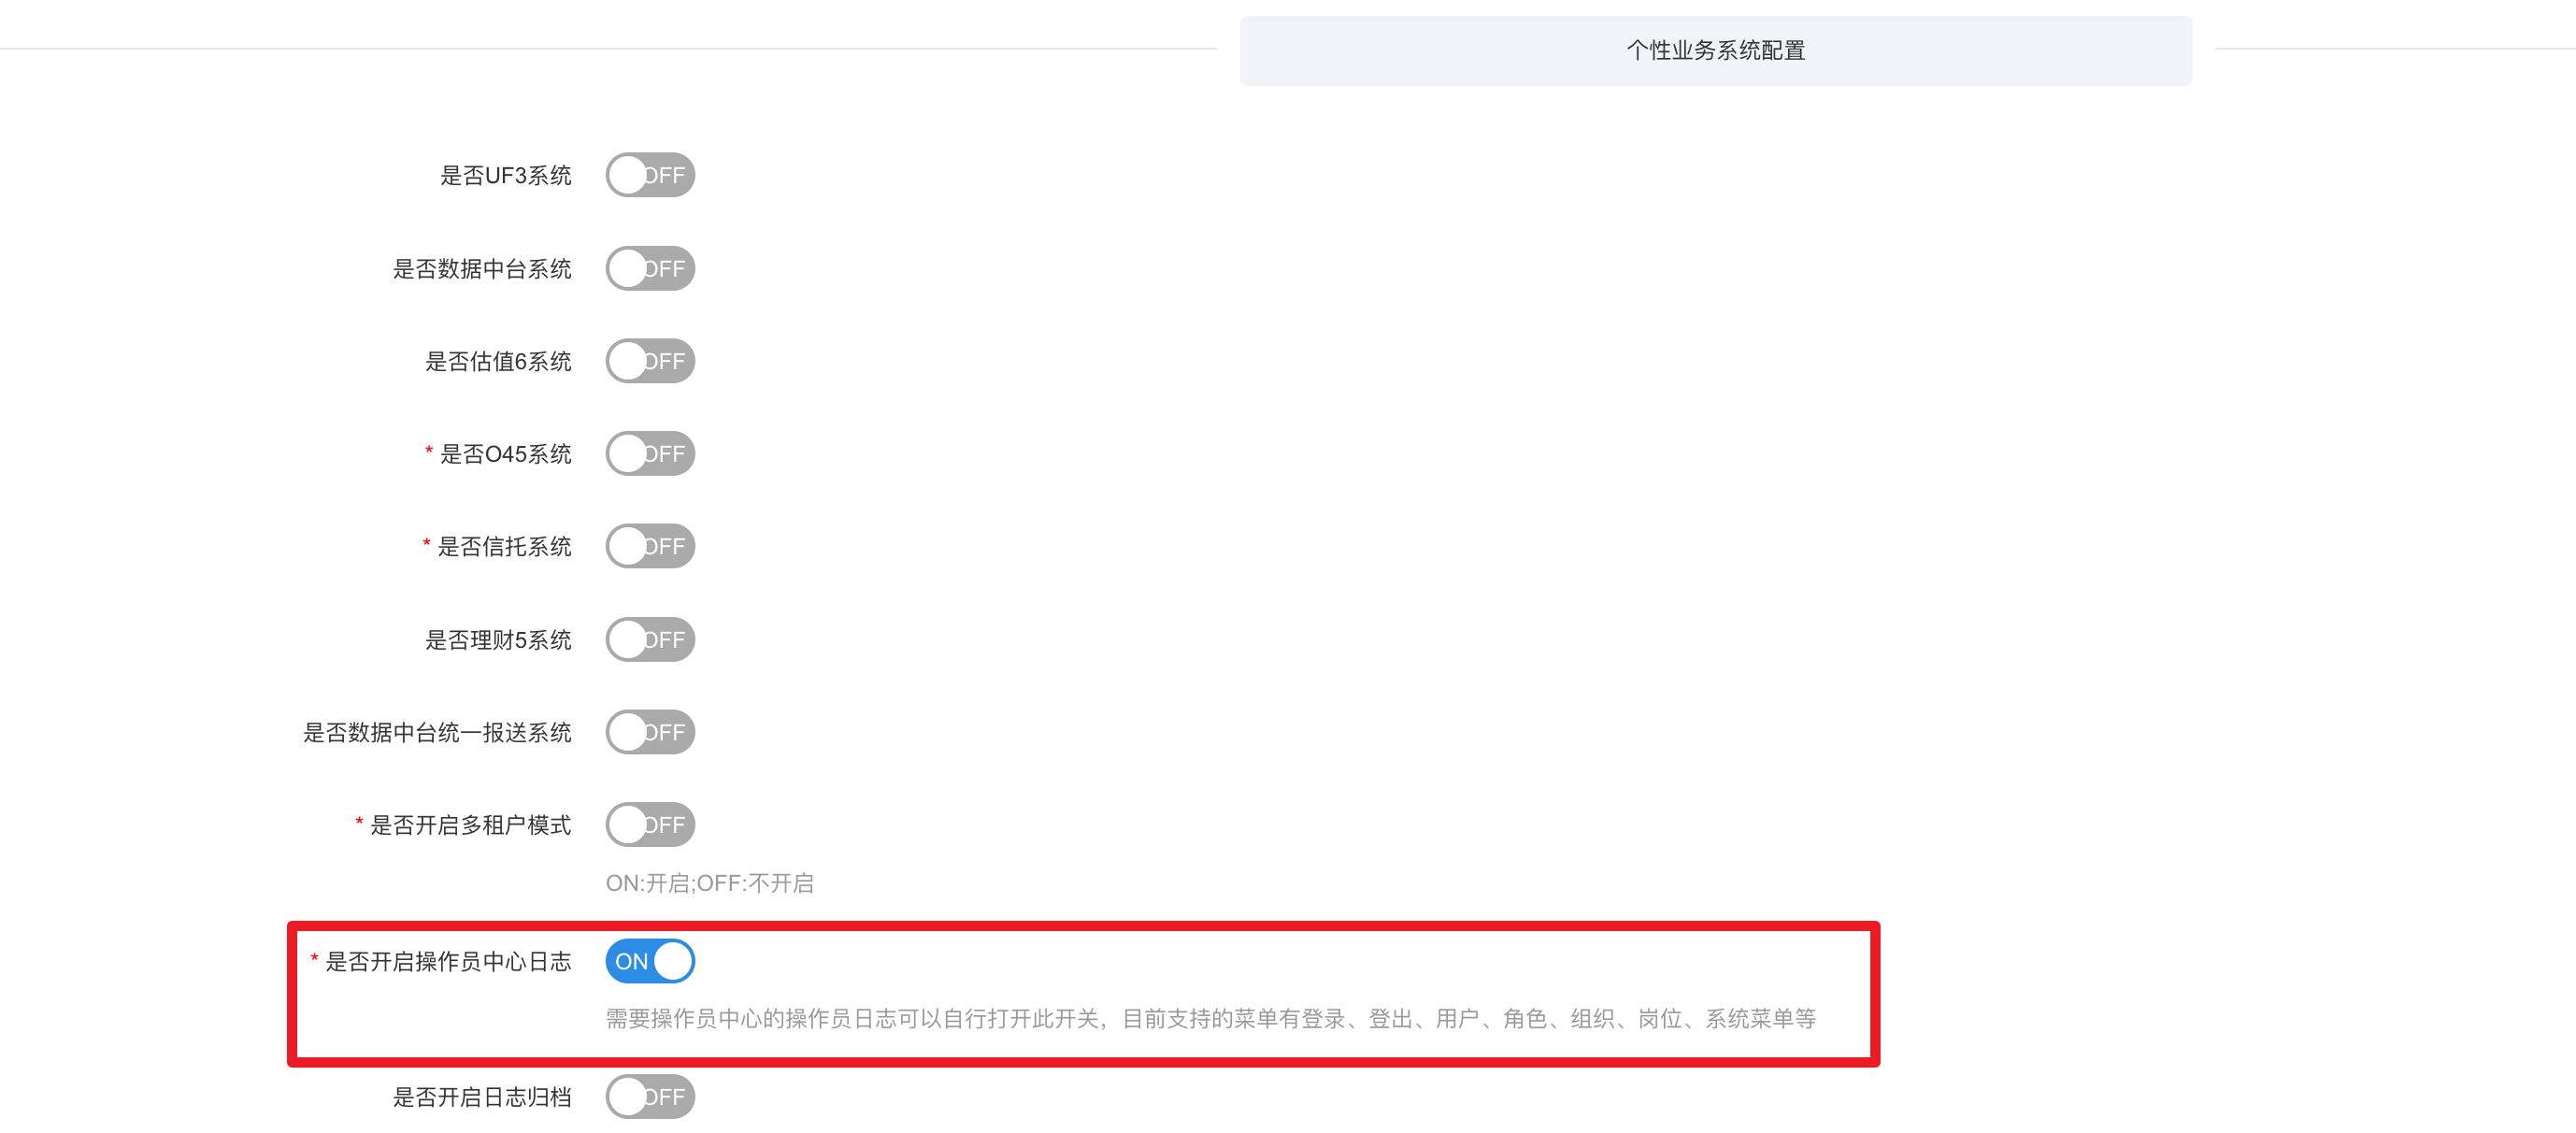 个性业务系统配置
是否UF3系统 OFF
是否数据中台系统 OFF
是否估值6系统 OFF
* 是否O45系统 OFF
* 是否信托系统 OFF
是否理财5系统 OFF
是否数据中台统一报送系统 OFF
* 是否开启多租户模式 OFF
ON:开启;OFF:不开启
* 是否开启操作员中心日志 ON
需要操作员中心的操作员日志可以自行打开此开关，目前支持的菜单有登录、登出、用户、角色、组织、岗位、系统菜单等
是否开启日志归档 OFF